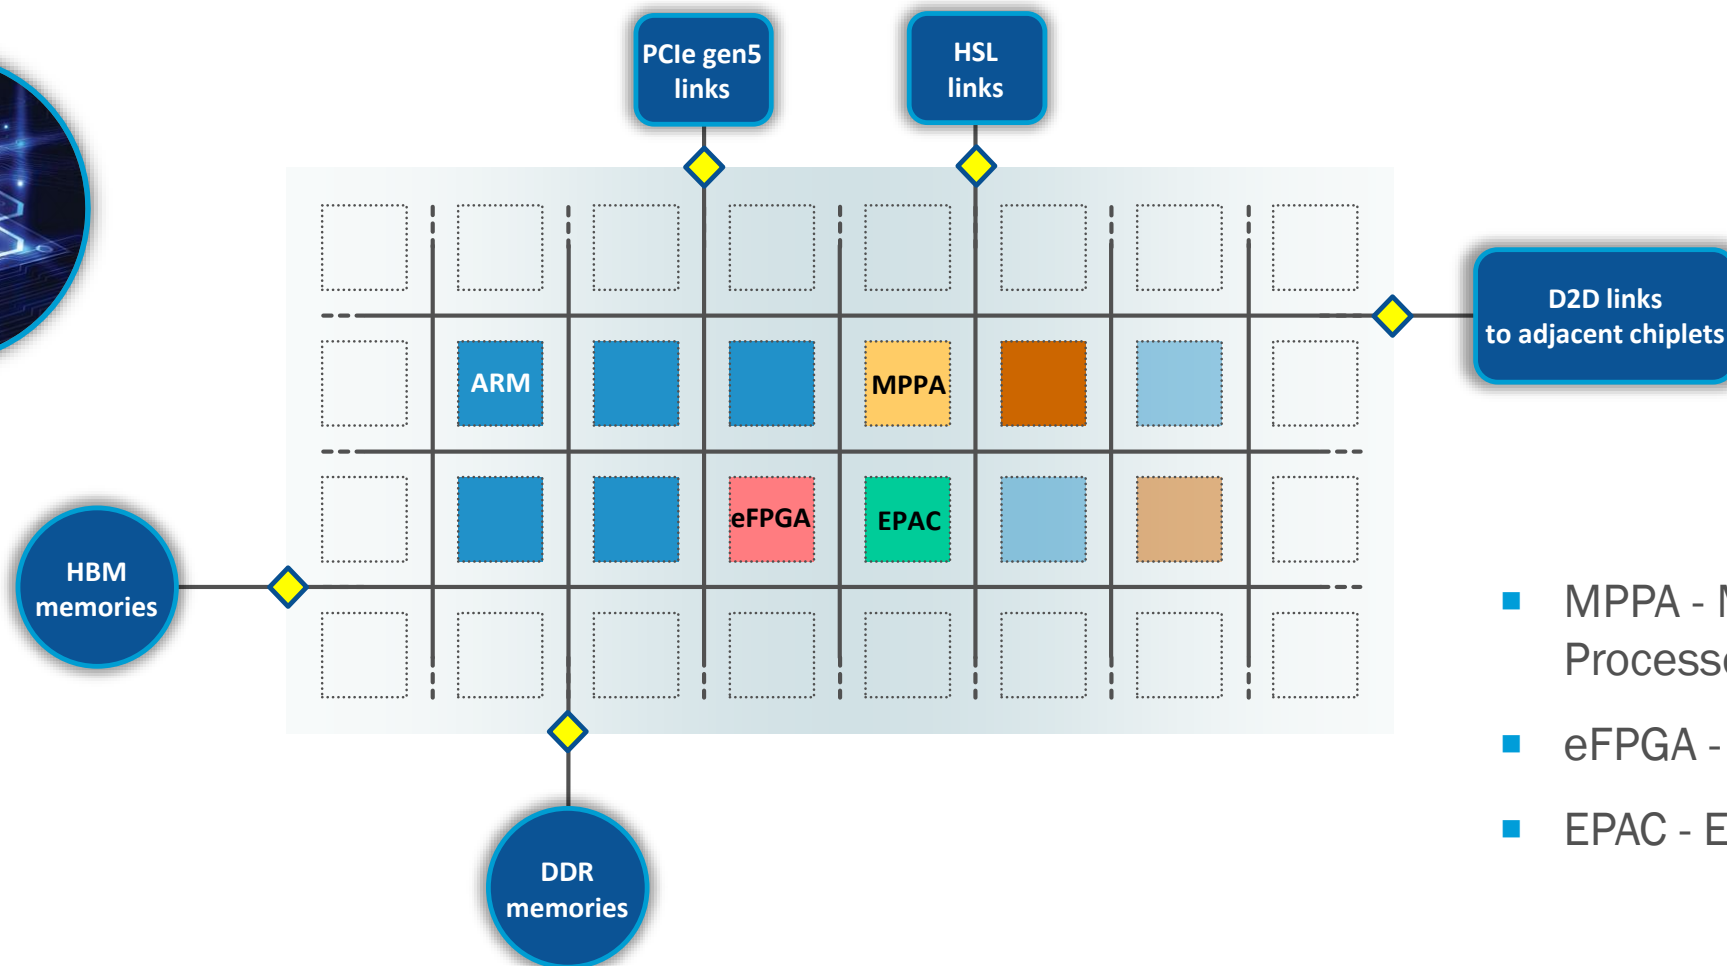 PCIe gen5
links
HSL
links
D2D links
to adjacent chiplets
ARM
MPPA
eFPGA
EPAC
HBM
memories
DDR
memories
MPPA -
eFPGA -
EPAC -